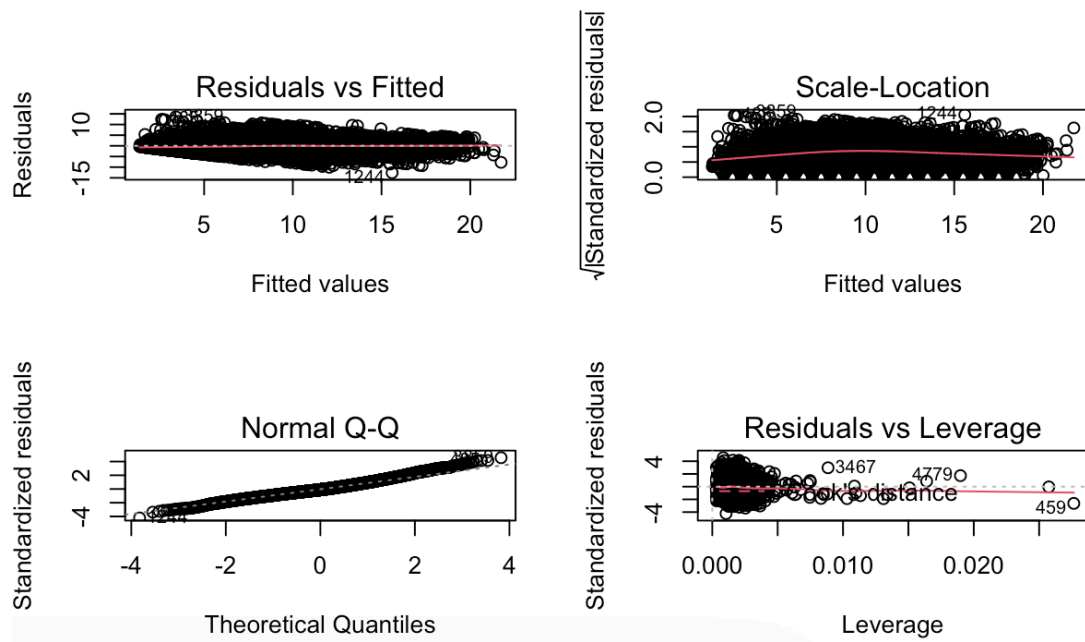 Residuals vs Fitted
Residuals
10
-15
1244
5 10 15 20
Fitted values
Scale-Location
√|Standardized residuals|
2.0
0.0
1244
5 10 15 20
Fitted values
Normal Q-Q
Standardized residuals
2
-4
1244
-4 -2 0 2 4
Theoretical Quantiles
Residuals vs Leverage
Standardized residuals
4
-4
3467
4779
459
distance
0.000 0.010 0.020
Leverage